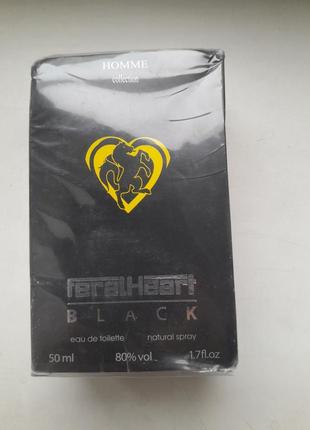 HOMME
collection
feralHeart
BLACK
eau de toilette natural spray
50 ml 80% vol 1.7fl.oz